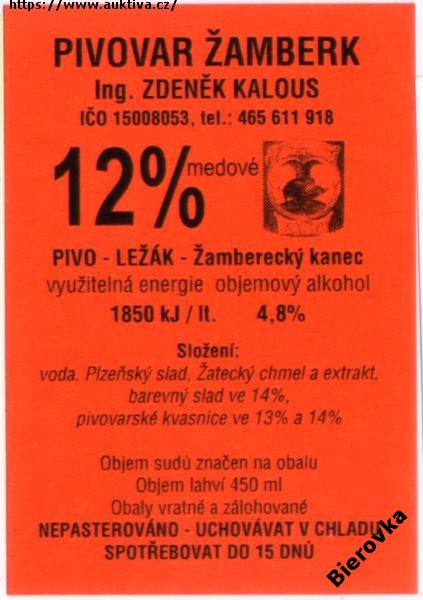 https://www.auktiva.cz/
PIVOVAR ŽAMBERK
Ing. ZDENĚK KALOUS
IČO 15008053, tel.: 465 611 918
12% medové
PIVO - LEŽÁK - Žamberecký kanec
využitelná energie objemový alkohol
1850 kJ / lt. 4,8%
Složení:
voda, Plzeňský slad, Žatecký chmel a extrakt,
barevný slad ve 14%,
pivovarské kvasnice ve 13% a 14%
Objem sudů značen na obalu
Objem lahví 450 ml
Obaly vratné a zálohované
NEPASTEROVÁNO - UCHOVÁVAT V CHLADU
SPOTŘEBOVAT DO 15 DNŮ
Bierovka